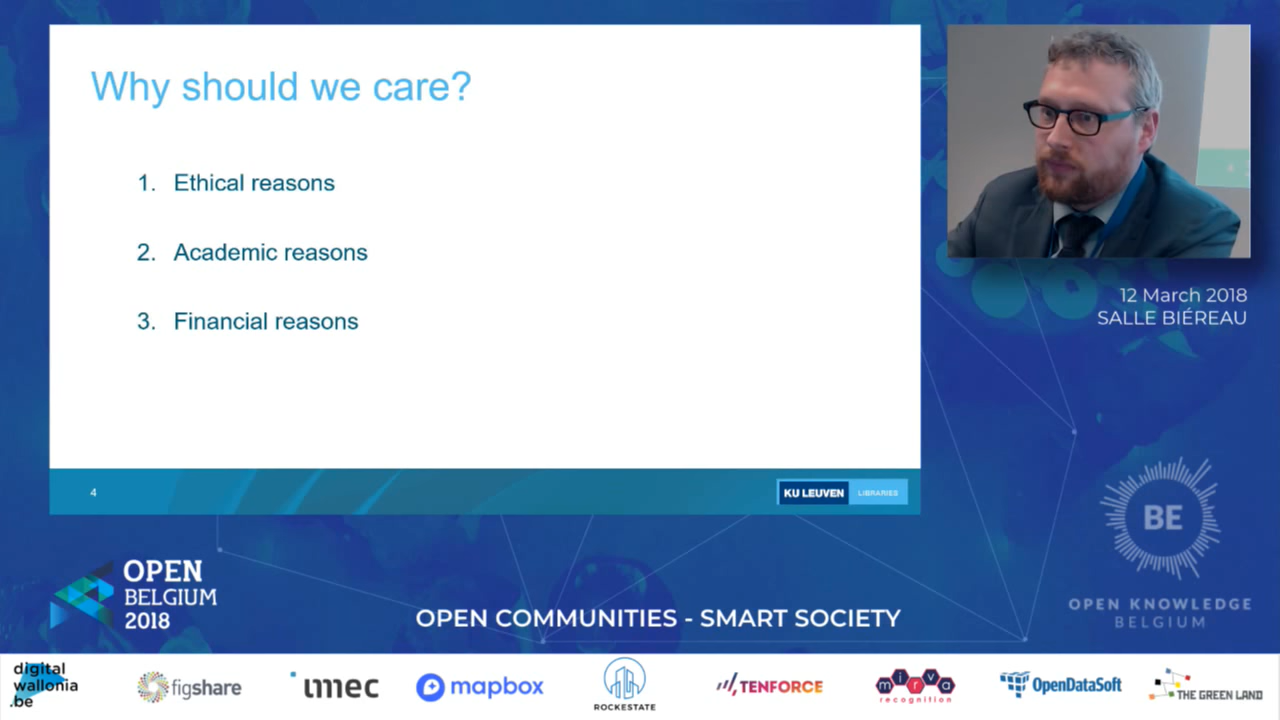 Why should we care?
1. Ethical reasons
2. Academic reasons
3. Financial reasons
4
KU LEUVEN LIBRARIES
12 March 2018
SALLE BIÉREAU
BE
OPEN KNOWLEDGE
BELGIUM
OPEN
BELGIUM
2018
OPEN COMMUNITIES - SMART SOCIETY
digital
wallonia
.be
figshare
imec
mapbox
ROCKESTATE
TENFORCE
mirva
recognition
OpenDataSoft
THE GREEN LAND